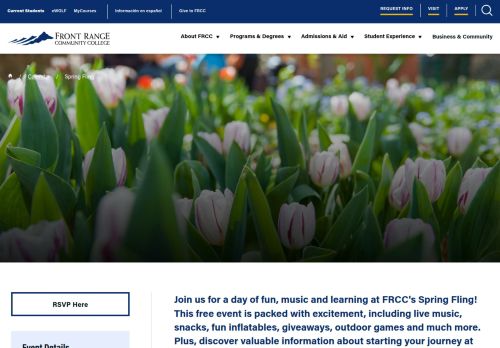 Current Students eWOLF MyCourses Información en español Give to FRCC REQUEST INFO VISIT APPLY
FRONT RANGE
COMMUNITY COLLEGE
About FRCC Programs & Degrees Admissions & Aid Student Experience Business & Community
/ Calendar / Spring Fling
RSVP Here
Event Details
Join us for a day of fun, music and learning at FRCC's Spring Fling!
This free event is packed with excitement, including live music,
snacks, fun inflatables, giveaways, outdoor games and much more.
Plus, discover valuable information about starting your journey at